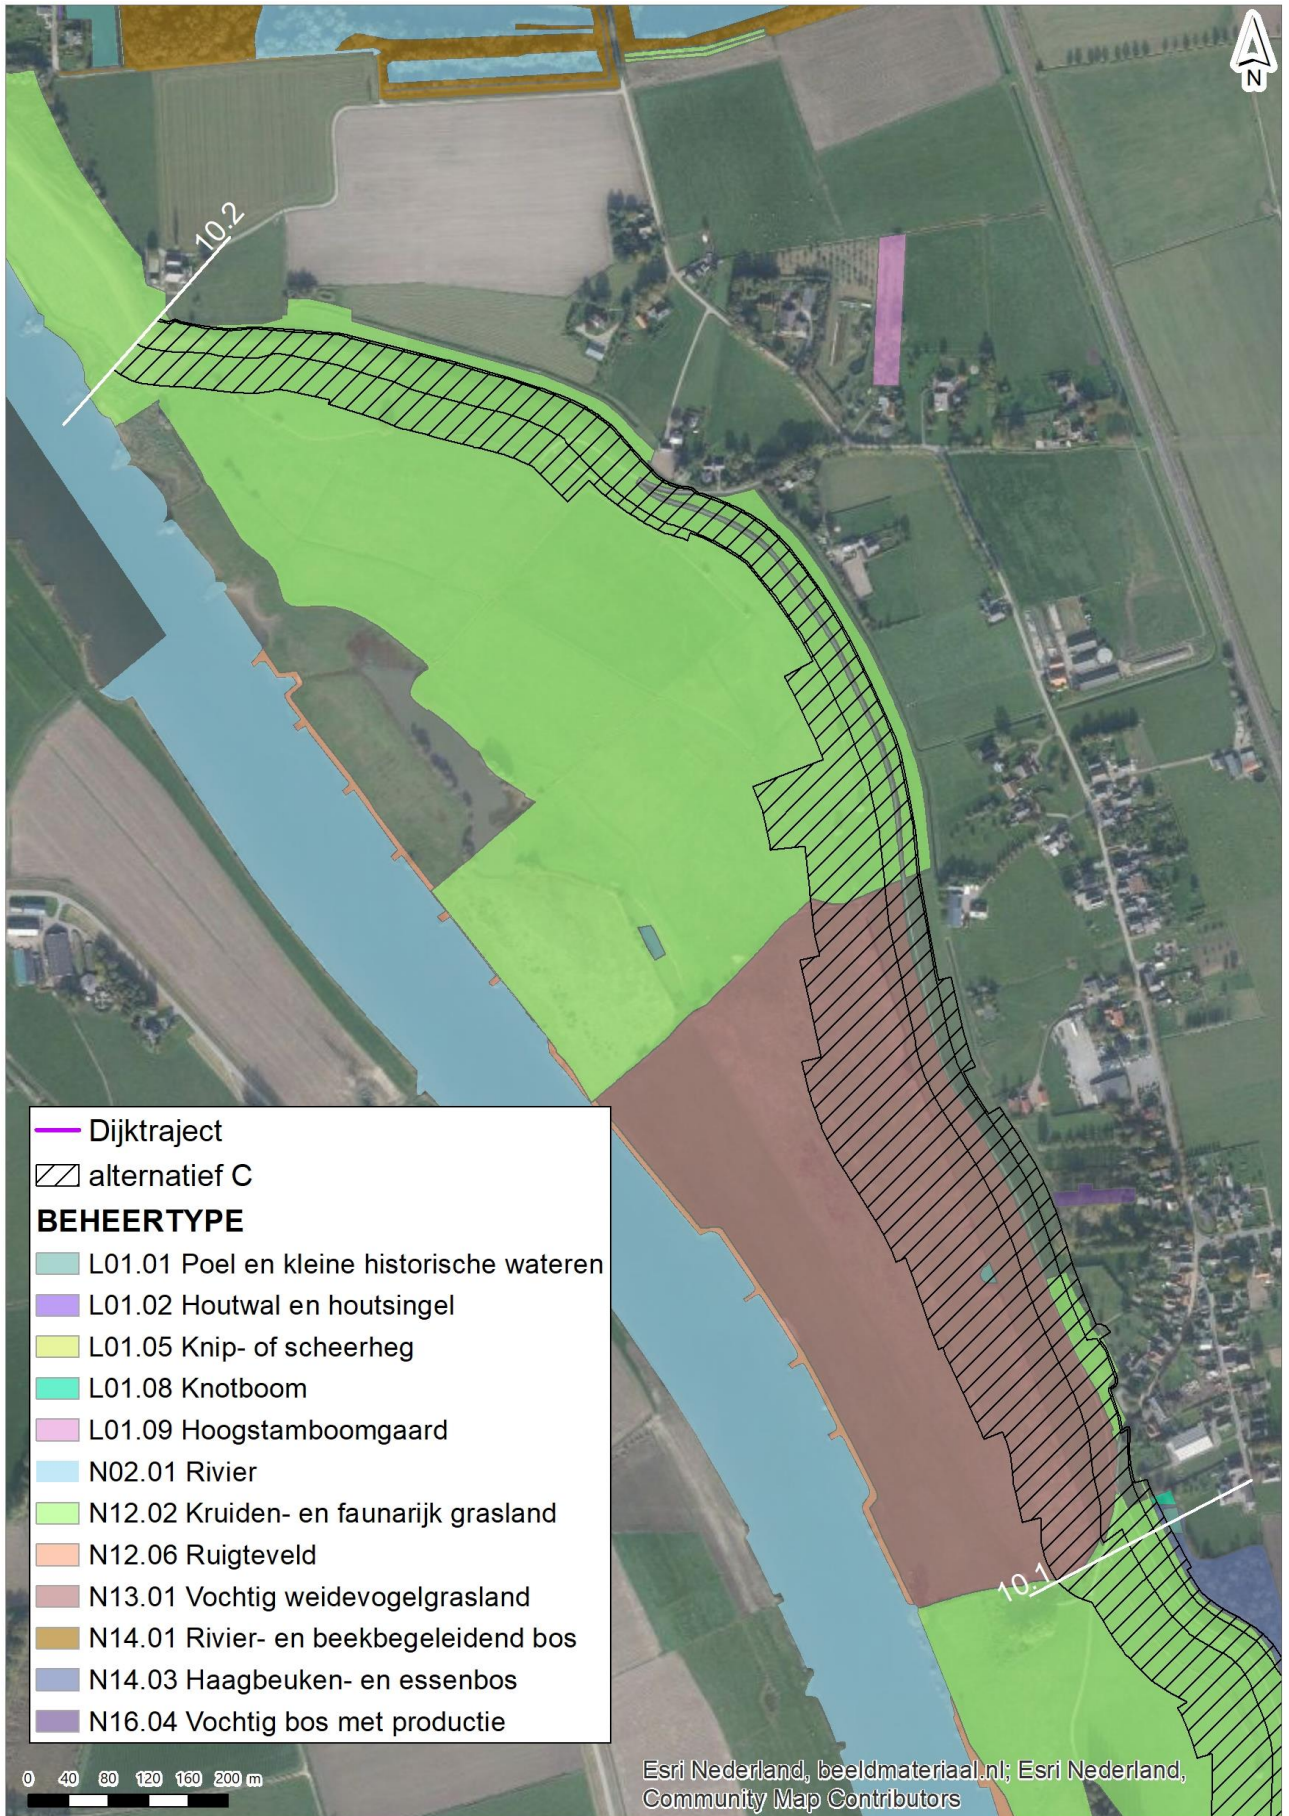 N
10.2
10.1
Dijktraject
alternatief C
BEHEERTYPE
L01.01 Poel en kleine historische wateren
L01.02 Houtwal en houtsingel
L01.05 Knip- of scheerheg
L01.08 Knotboom
L01.09 Hoogstamboomgaard
N02.01 Rivier
N12.02 Kruiden- en faunarijk grasland
N12.06 Ruigteveld
N13.01 Vochtig weidevogelgrasland
N14.01 Rivier- en beekbegeleidend bos
N14.03 Haagbeuken- en essenbos
N16.04 Vochtig bos met productie
0 40 80 120 160 200 m
Esri Nederland, beeldmateriaal.nl; Esri Nederland,
Community Map Contributors